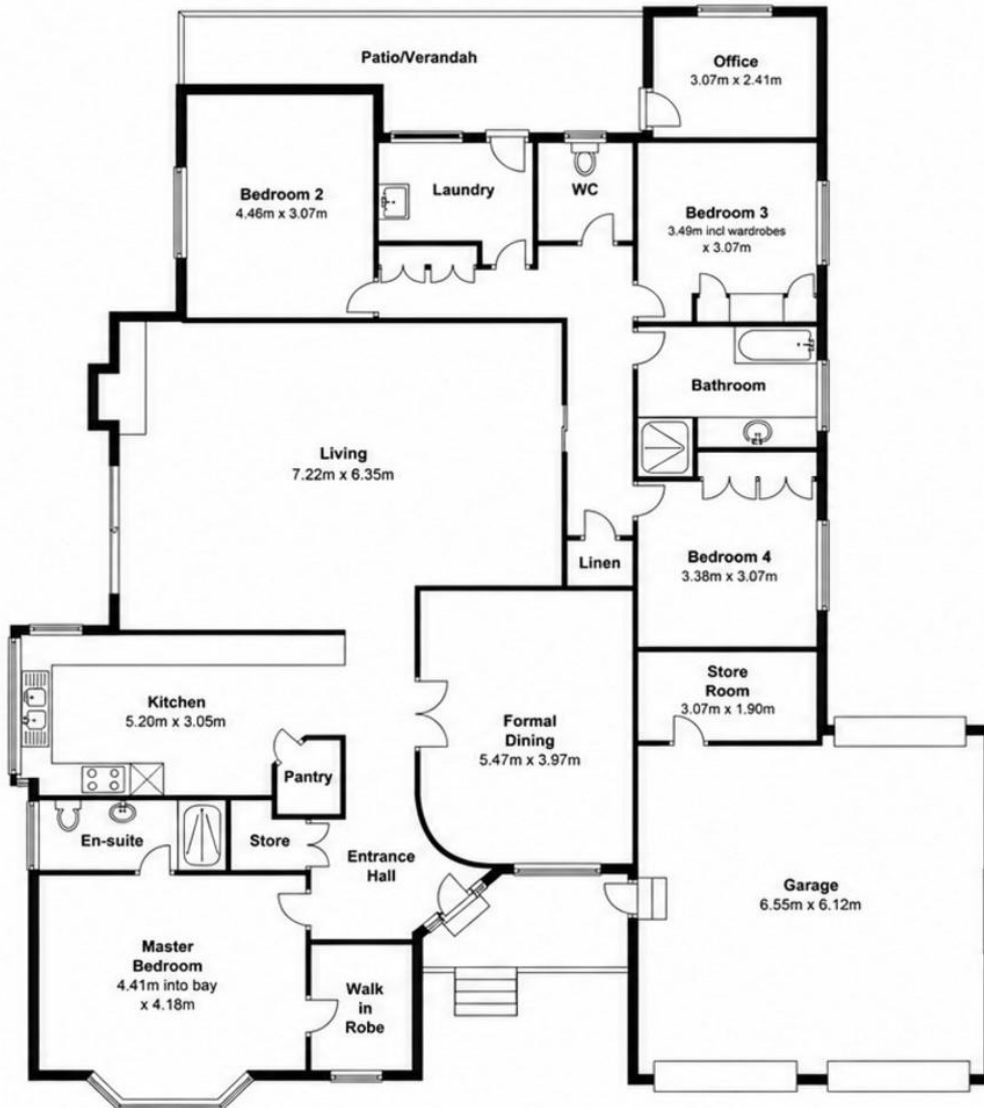 Patio/Verandah
Office
3.07m x 2.41m
Bedroom 2
4.46m x 3.07m
Laundry
WC
Bedroom 3
3.49m incl wardrobes
x 3.07m
Bathroom
Living
7.22m x 6.35m
Linen
Bedroom 4
3.38m x 3.07m
Kitchen
5.20m x 3.05m
Pantry
Formal
Dining
5.47m x 3.97m
Store
Room
3.07m x 1.90m
En-suite
Store
Entrance
Hall
Garage
6.55m x 6.12m
Master
Bedroom
4.41m into bay
x 4.18m
Walk
in
Robe